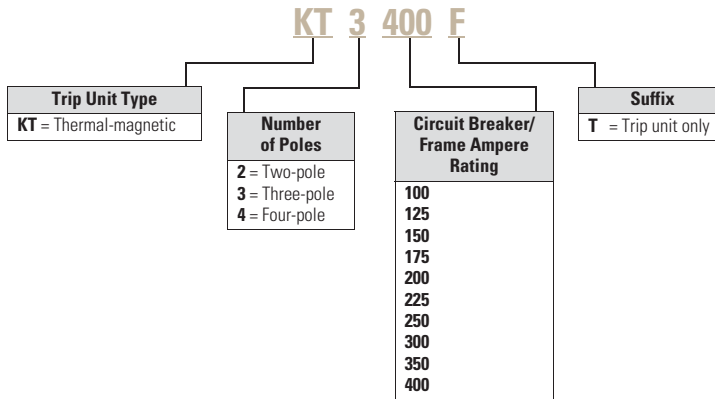 KT 3 400 F
Trip Unit Type
KT = Thermal-magnetic
Number
of Poles
2 = Two-pole
3 = Three-pole
4 = Four-pole
Circuit Breaker/
Frame Ampere
Rating
100
125
150
175
200
225
250
300
350
400
Suffix
T = Trip unit only